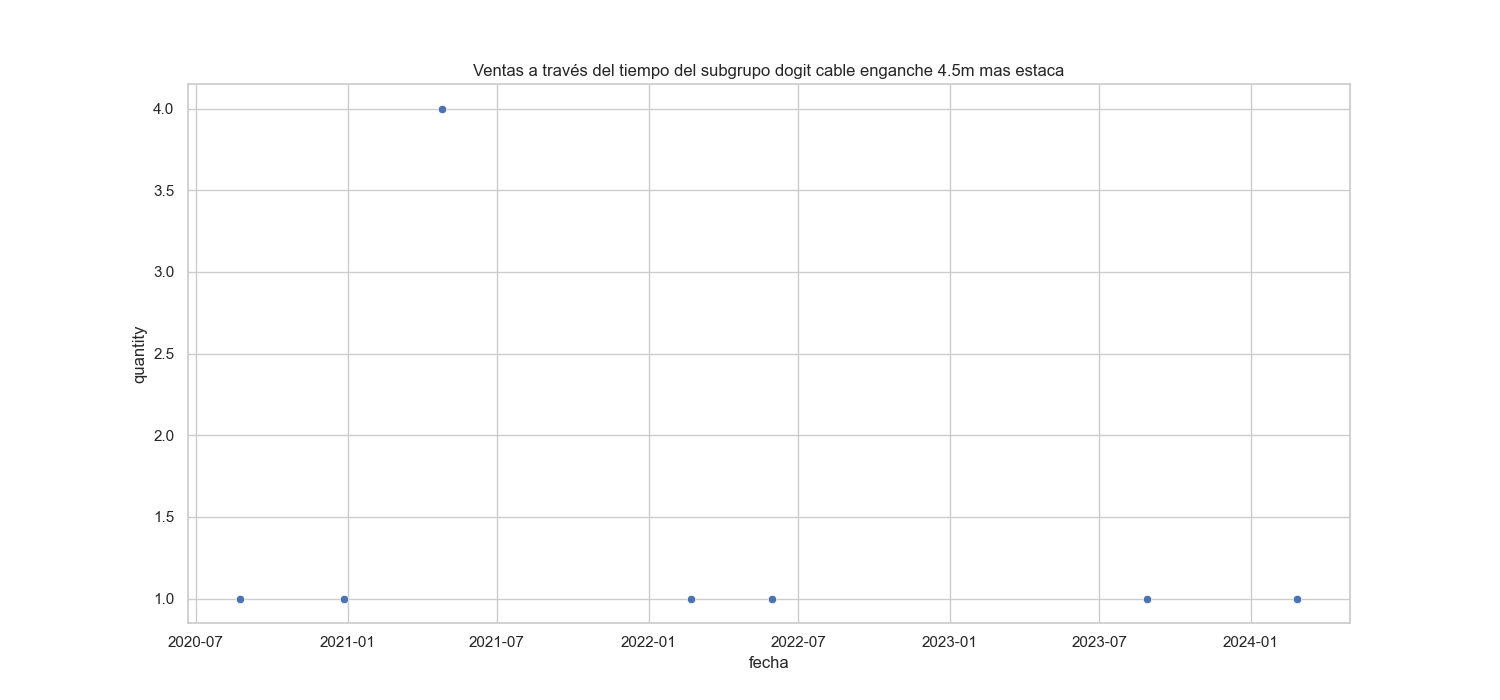 Ventas a través del tiempo del subgrupo dogit cable enganche 4.5m mas estaca
4.0
3.5
3.0
2.5
2.0
1.5
1.0
quantity
2020-07 2021-01 2021-07 2022-01 2022-07 2023-01 2023-07 2024-01
fecha